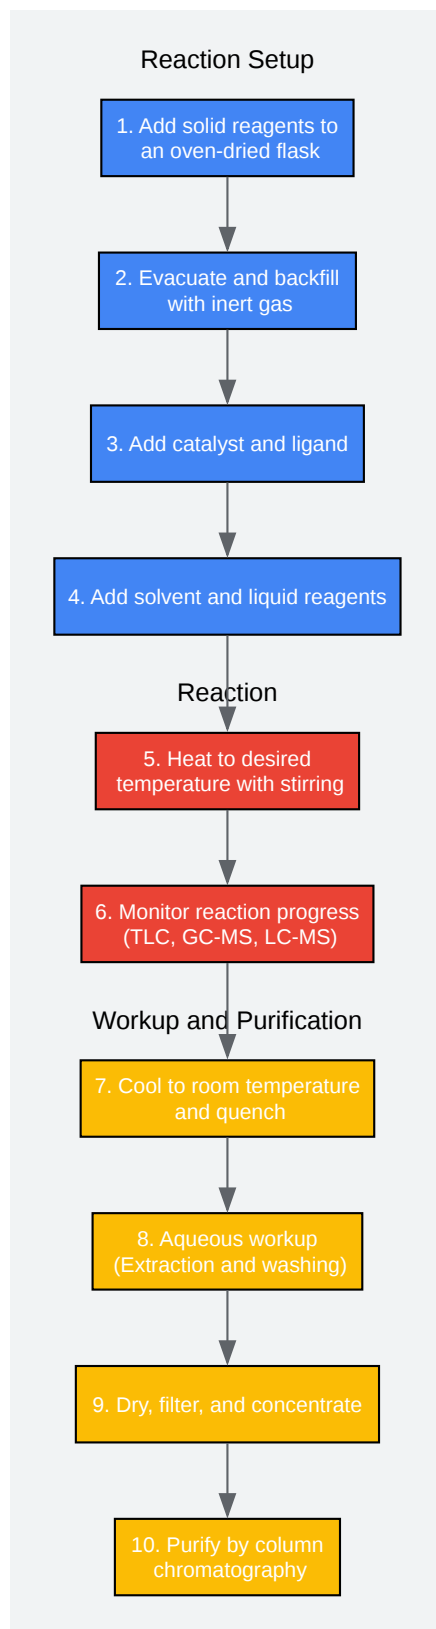 Reaction Setup
1. Add solid reagents to
an oven-dried flask
2. Evacuate and backfill
with inert gas
3. Add catalyst and ligand
4. Add solvent and liquid reagents
Reaction
5. Heat to desired
temperature with stirring
6. Monitor reaction progress
(TLC, GC-MS, LC-MS)
Workup and Purification
7. Cool to room temperature
and quench
8. Aqueous workup
(Extraction and washing)
9. Dry, filter, and concentrate
10. Purify by column
chromatography